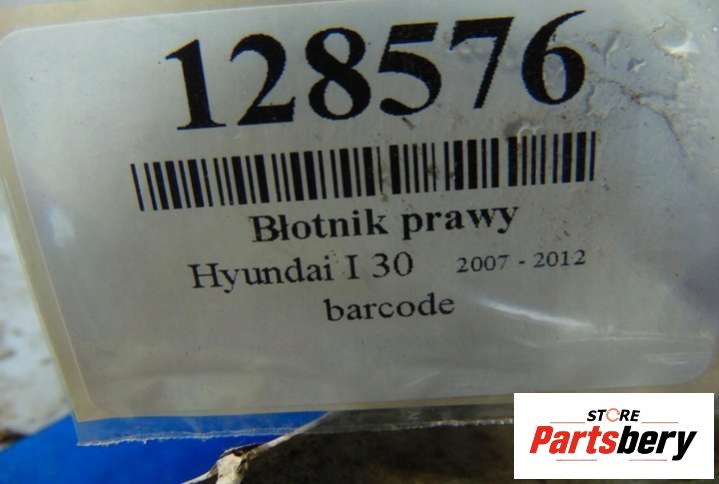 128576
Błotnik prawy
Hyundai I 30 2007 - 2012
barcode
STORE
Partsbery